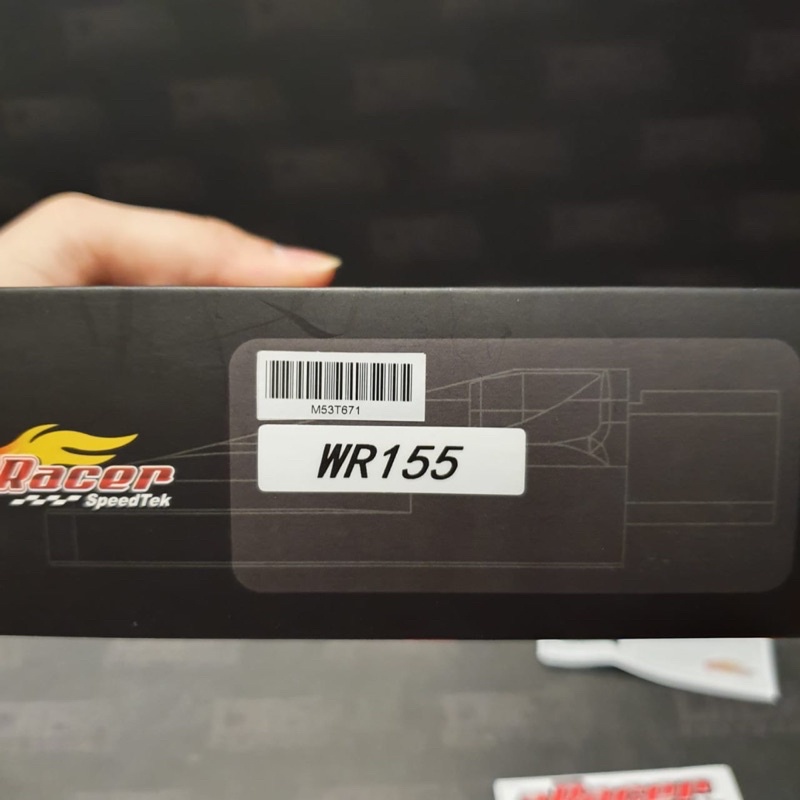 M53T671
WR155
Racer
SpeedTek